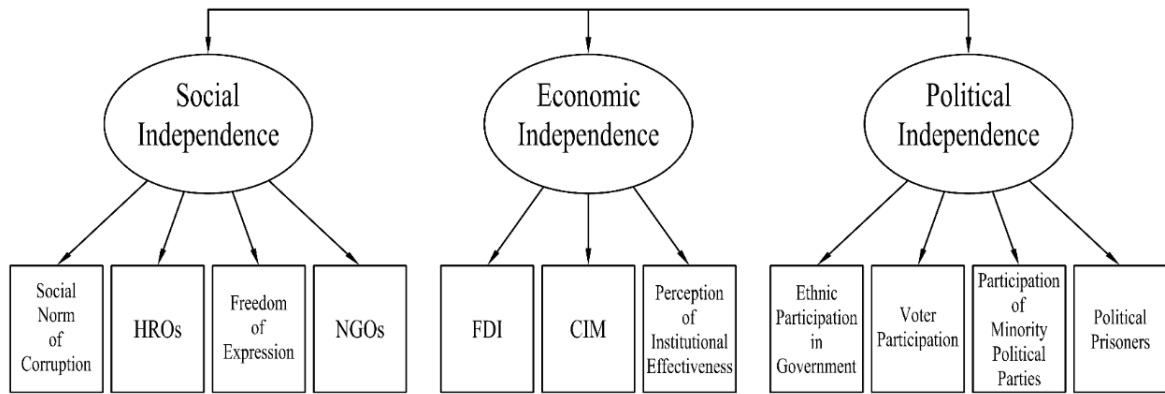 Social
Independence
Economic
Independence
Political
Independence
Social
Norm
of
Corruption
HROs
Freedom
of
Expression
NGOs
FDI
CIM
Perception
of
Institutional
Effectiveness
Ethnic
Participation
in
Government
Voter
Participation
Participation
of
Minority
Political
Parties
Political
Prisoners